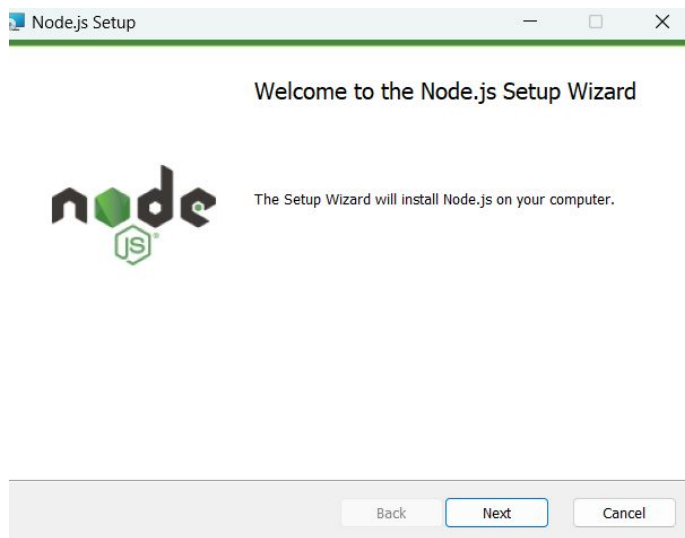 Node.js Setup
Welcome to the Node.js Setup Wizard
node
JS
The Setup Wizard will install Node.js on your computer.
Back
Next
Cancel